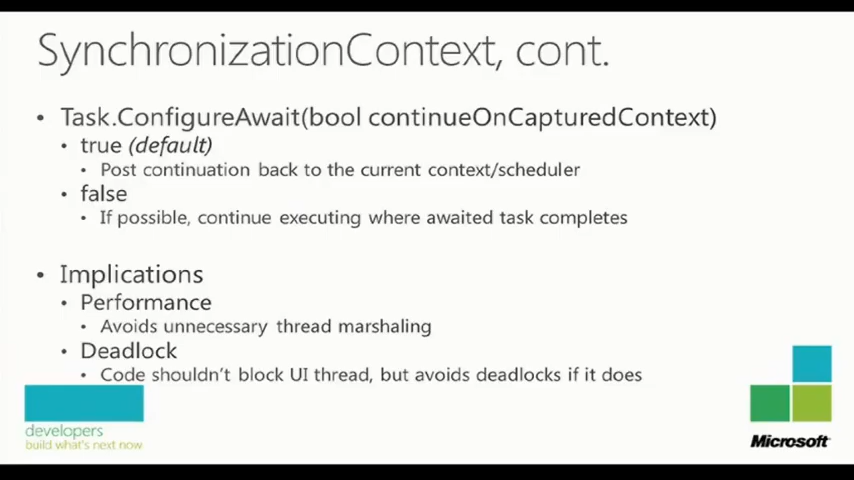 SynchronizationContext, cont.
• Task.ConfigureAwait(bool continueOnCapturedContext)
• true (default)
• Post continuation back to the current context/scheduler
• false
• If possible, continue executing where awaited task completes
• Implications
• Performance
• Avoids unnecessary thread marshaling
• Deadlock
• Code shouldn't block UI thread, but avoids deadlocks if it does
developers
build what's next now
Microsoft